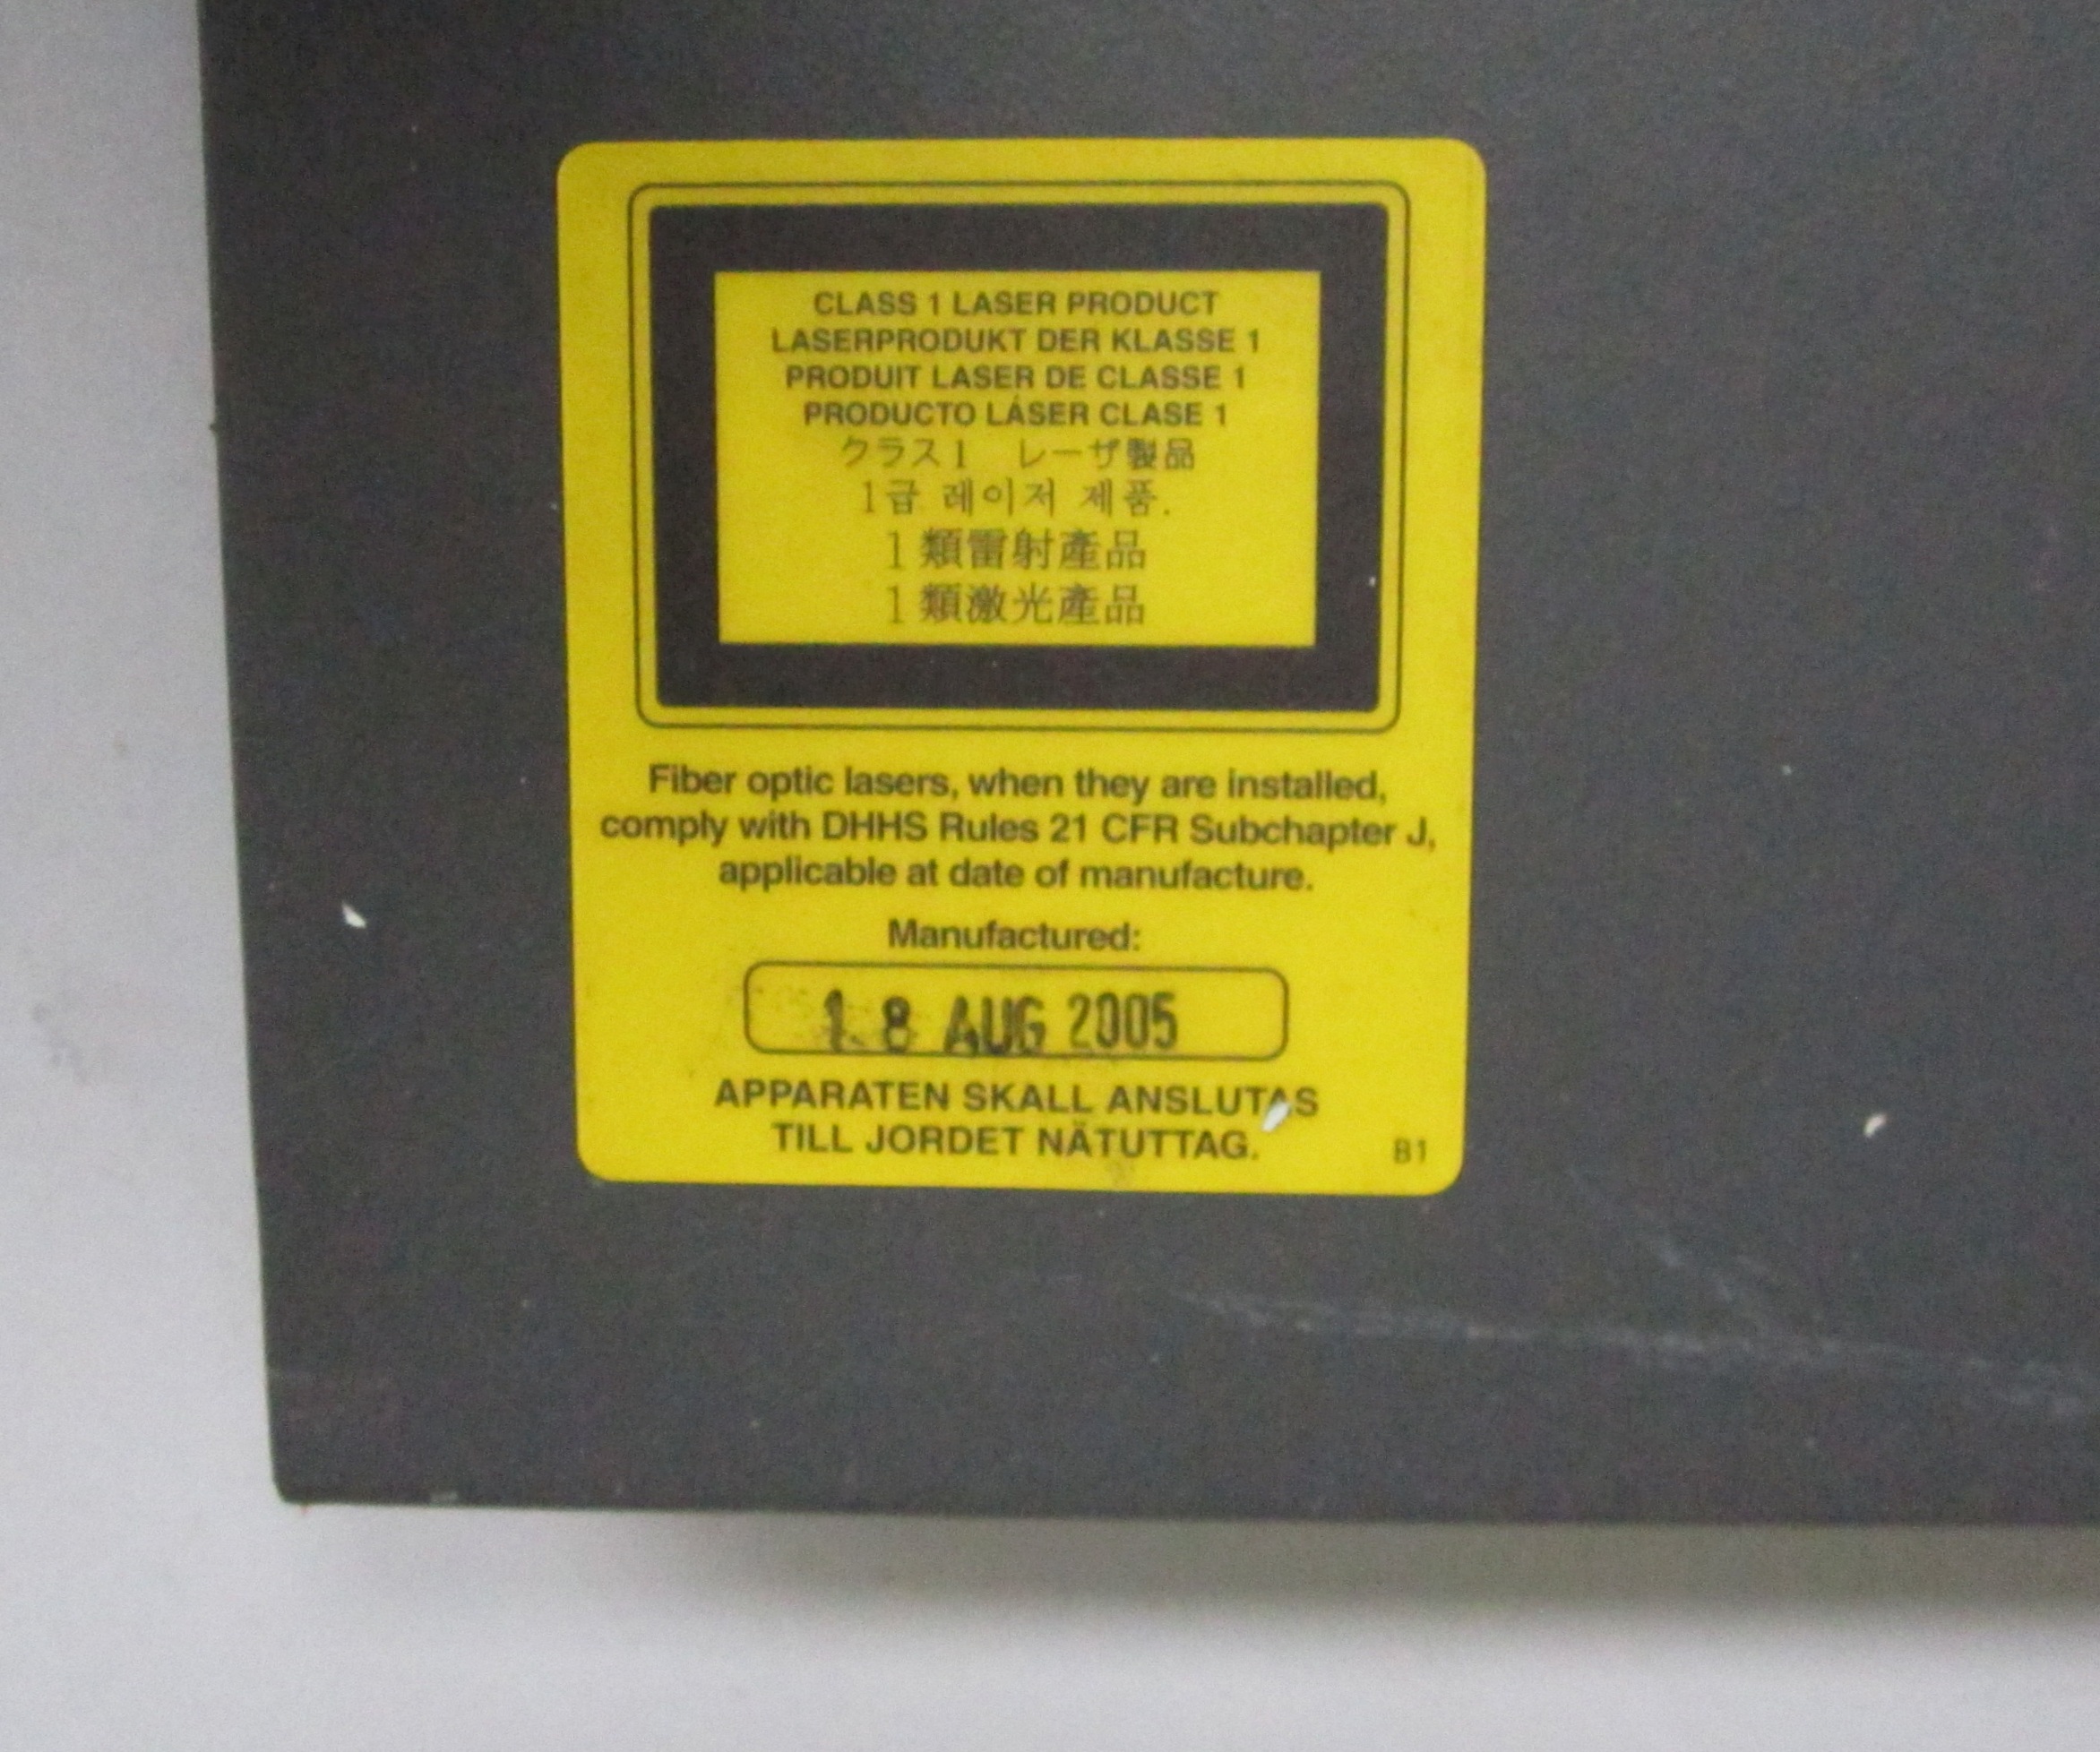 CLASS 1 LASER PRODUCT
LASERPRODUKT DER KLASSE 1
PRODUIT LASER DE CLASSE 1
PRODUCTO LÁSER CLASE 1
クラス1 レーザ製品
1급 레이저 제품.
1類雷射產品
1類激光產品
Fiber optic lasers, when they are installed,
comply with DHHS Rules 21 CFR Subchapter J,
applicable at date of manufacture.
Manufactured:
18 AUG 2005
APPARATEN SKALL ANSLUTAS
TILL JORDET NÄTUTTAG.
B1